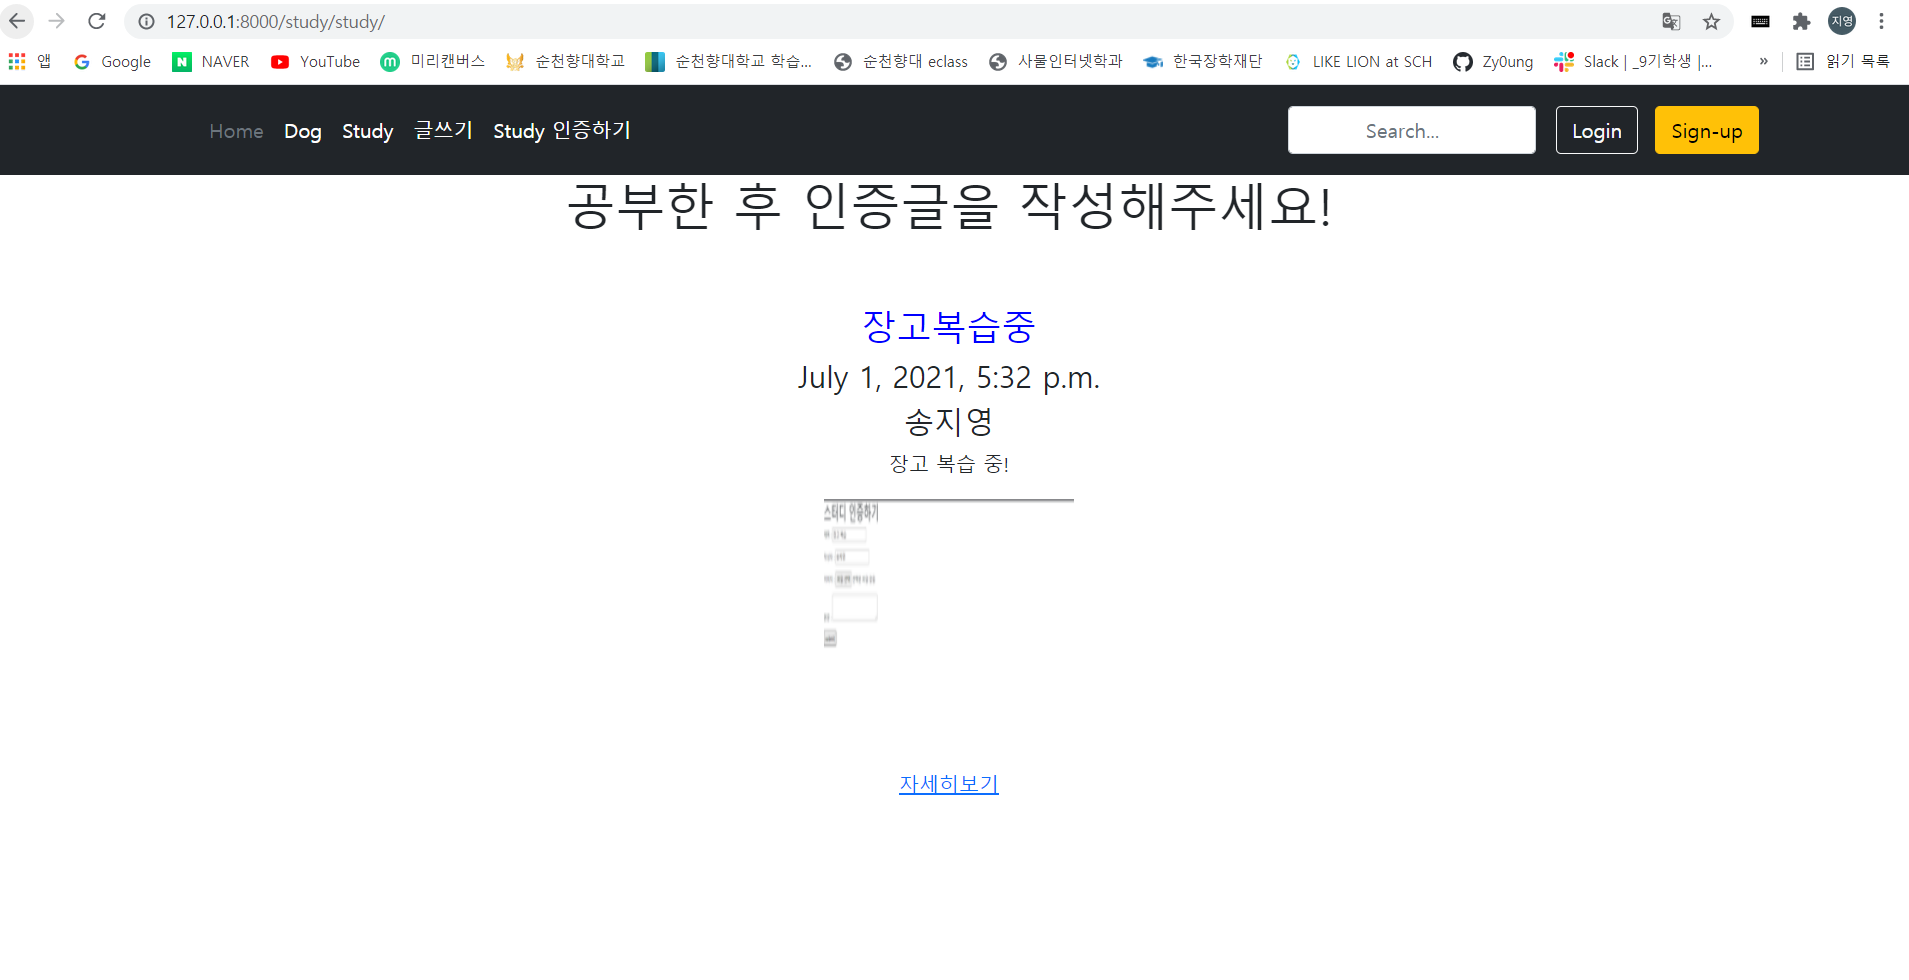 127.0.0.1:8000/study/study/
지영
앱 Google NAVER YouTube 미리캔버스 순천향대학교 순천향대학교 학습... 순천향대 eclass 사물인터넷학과 한국장학재단 LIKE LION at SCH Zy0ung Slack | _9기학생 |... » 읽기 목록
Home Dog Study 글쓰기 Study 인증하기 Search... Login Sign-up
공부한 후 인증글을 작성해주세요!
장고복습중
July 1, 2021, 5:32 p.m.
송지영
장고 복습 중!
스터디 인증하기
자세히보기